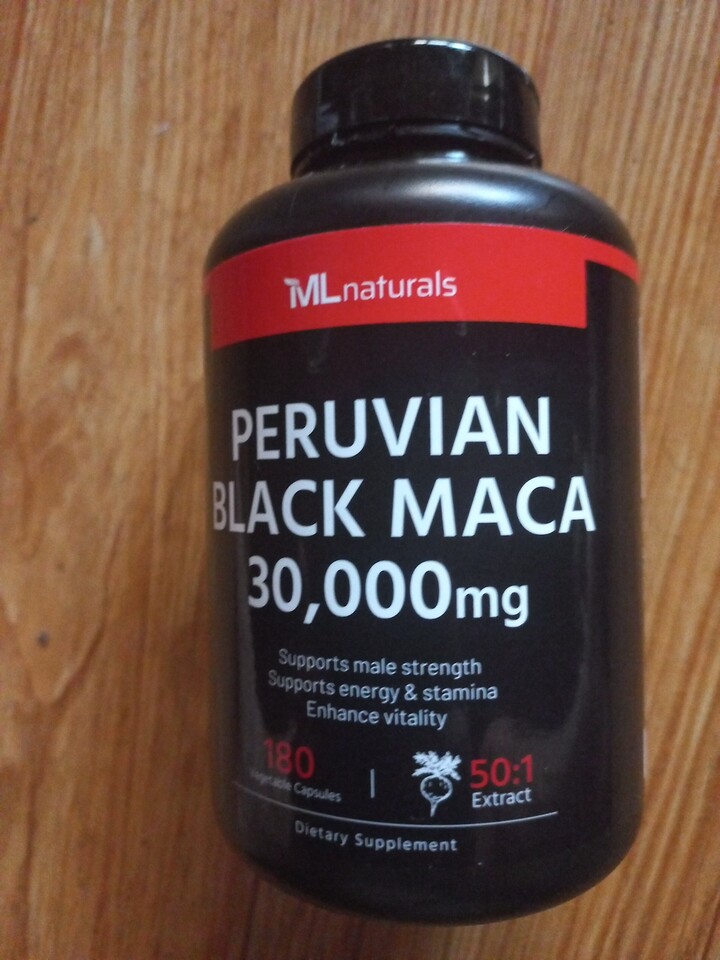 MLnaturals
PERUVIAN
BLACK MACA
30,000mg
Supports male strength
Supports energy & stamina
Enhance vitality
180
Vegetable Capsules
50:1
Extract
Dietary Supplement